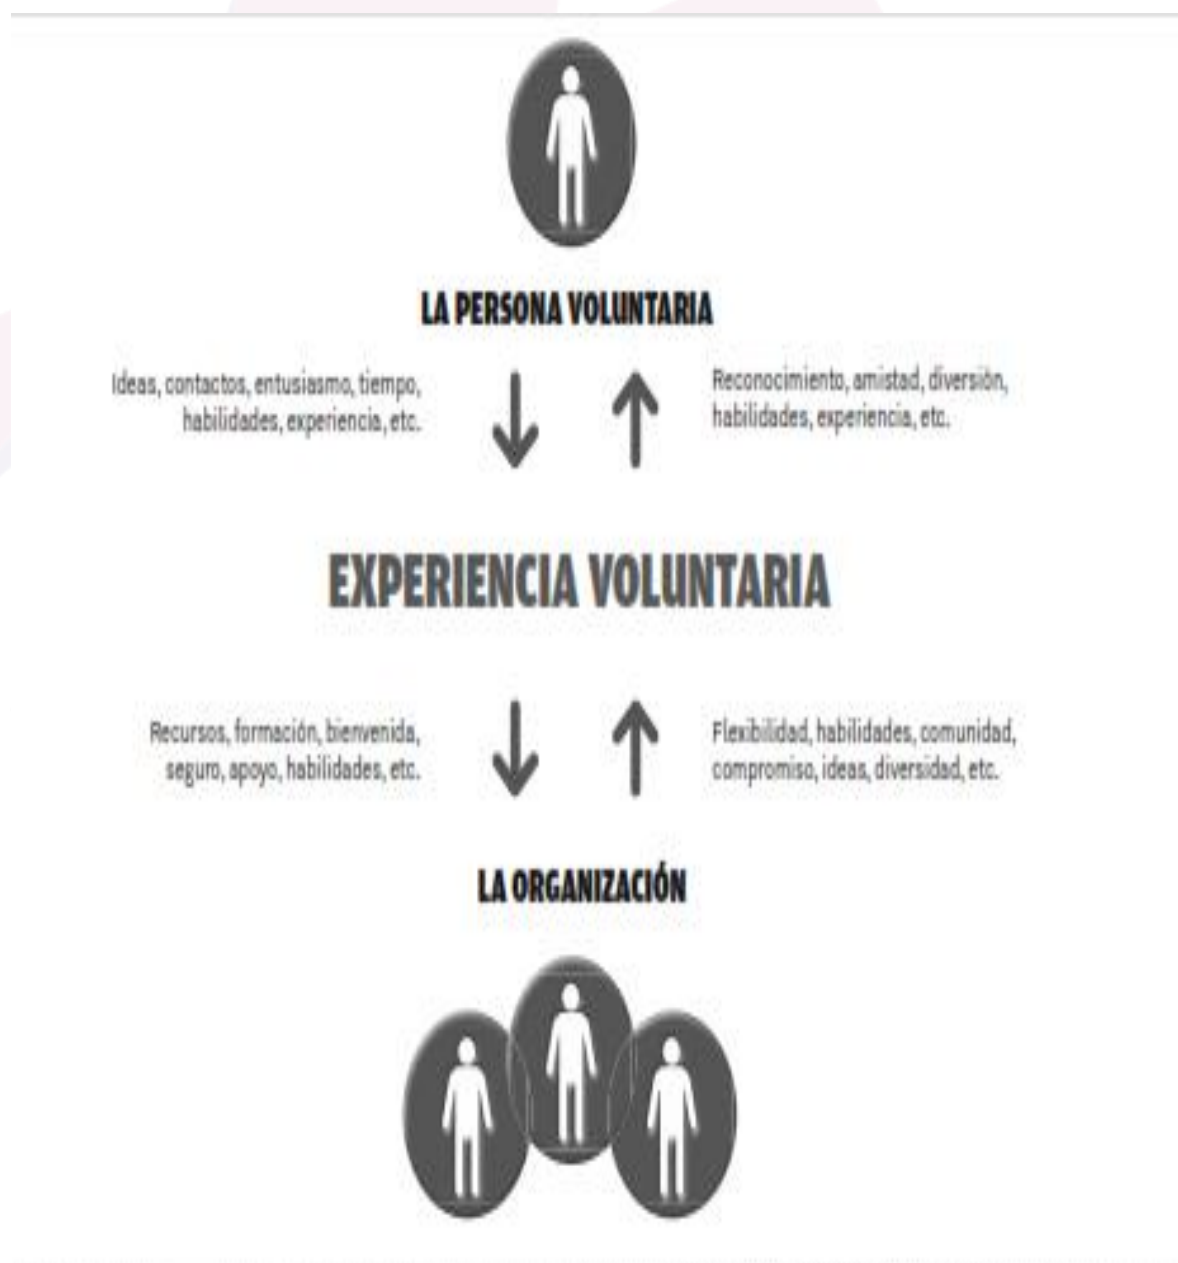 LA PERSONA VOLUNTARIA
Ideas, contactos, entusiasmo, tiempo,
habilidades, experiencia, etc.
Reconocimiento, amistad, diversión,
habilidades, experiencia, etc.
EXPERIENCIA VOLUNTARIA
Recursos, formación, bienvenida,
seguro, apoyo, habilidades, etc.
Flexibilidad, habilidades, comunidad,
compromiso, ideas, diversidad, etc.
LA ORGANIZACIÓN